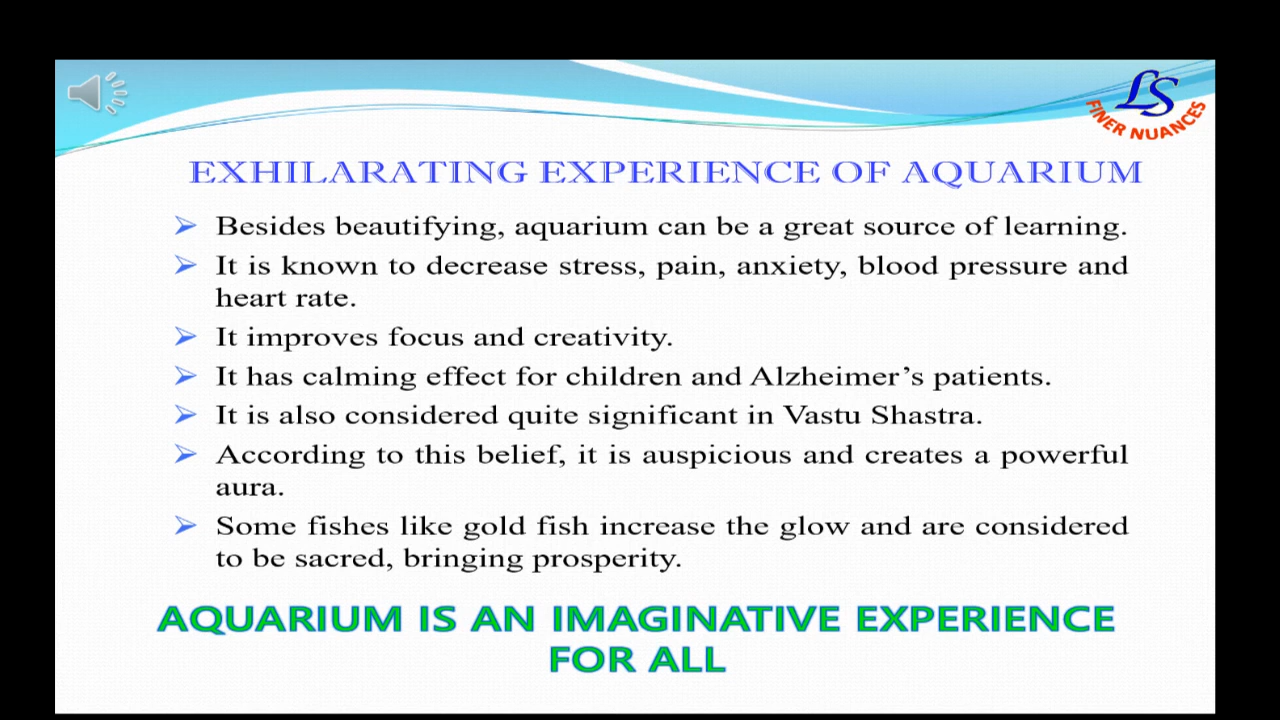 LS
FINER NUANCES
EXHILARATING EXPERIENCE OF AQUARIUM
➢ Besides beautifying, aquarium can be a great source of learning.
➢ It is known to decrease stress, pain, anxiety, blood pressure and
heart rate.
➢ It improves focus and creativity.
➢ It has calming effect for children and Alzheimer’s patients.
➢ It is also considered quite significant in Vastu Shastra.
➢ According to this belief, it is auspicious and creates a powerful
aura.
➢ Some fishes like gold fish increase the glow and are considered
to be sacred, bringing prosperity.
AQUARIUM IS AN IMAGINATIVE EXPERIENCE
FOR ALL